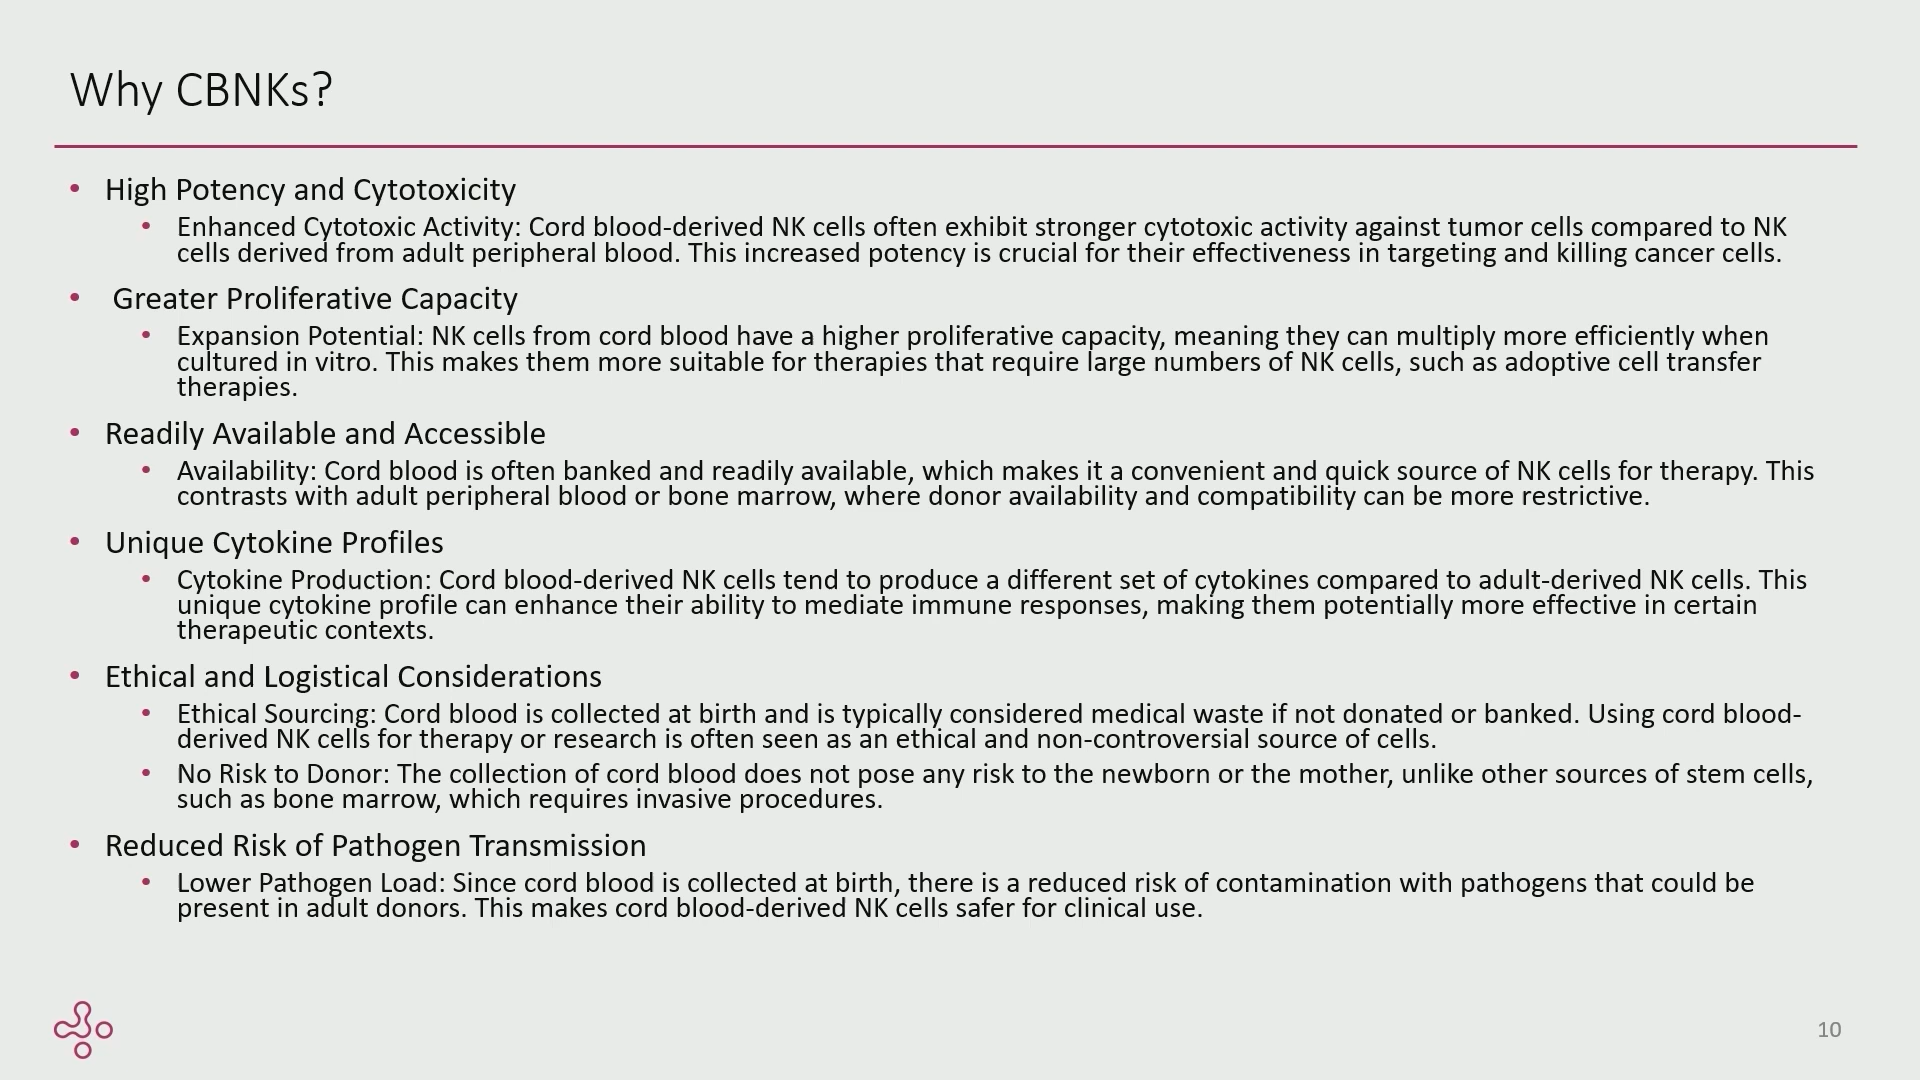 Why CBNKs?
• High Potency and Cytotoxicity
• Enhanced Cytotoxic Activity: Cord blood-derived NK cells often exhibit stronger cytotoxic activity against tumor cells compared to NK
cells derived from adult peripheral blood. This increased potency is crucial for their effectiveness in targeting and killing cancer cells.
• Greater Proliferative Capacity
• Expansion Potential: NK cells from cord blood have a higher proliferative capacity, meaning they can multiply more efficiently when
cultured in vitro. This makes them more suitable for therapies that require large numbers of NK cells, such as adoptive cell transfer
therapies.
• Readily Available and Accessible
• Availability: Cord blood is often banked and readily available, which makes it a convenient and quick source of NK cells for therapy. This
contrasts with adult peripheral blood or bone marrow, where donor availability and compatibility can be more restrictive.
• Unique Cytokine Profiles
• Cytokine Production: Cord blood-derived NK cells tend to produce a different set of cytokines compared to adult-derived NK cells. This
unique cytokine profile can enhance their ability to mediate immune responses, making them potentially more effective in certain
therapeutic contexts.
• Ethical and Logistical Considerations
• Ethical Sourcing: Cord blood is collected at birth and is typically considered medical waste if not donated or banked. Using cord blood-
derived NK cells for therapy or research is often seen as an ethical and non-controversial source of cells.
• No Risk to Donor: The collection of cord blood does not pose any risk to the newborn or the mother, unlike other sources of stem cells,
such as bone marrow, which requires invasive procedures.
• Reduced Risk of Pathogen Transmission
• Lower Pathogen Load: Since cord blood is collected at birth, there is a reduced risk of contamination with pathogens that could be
present in adult donors. This makes cord blood-derived NK cells safer for clinical use.
10